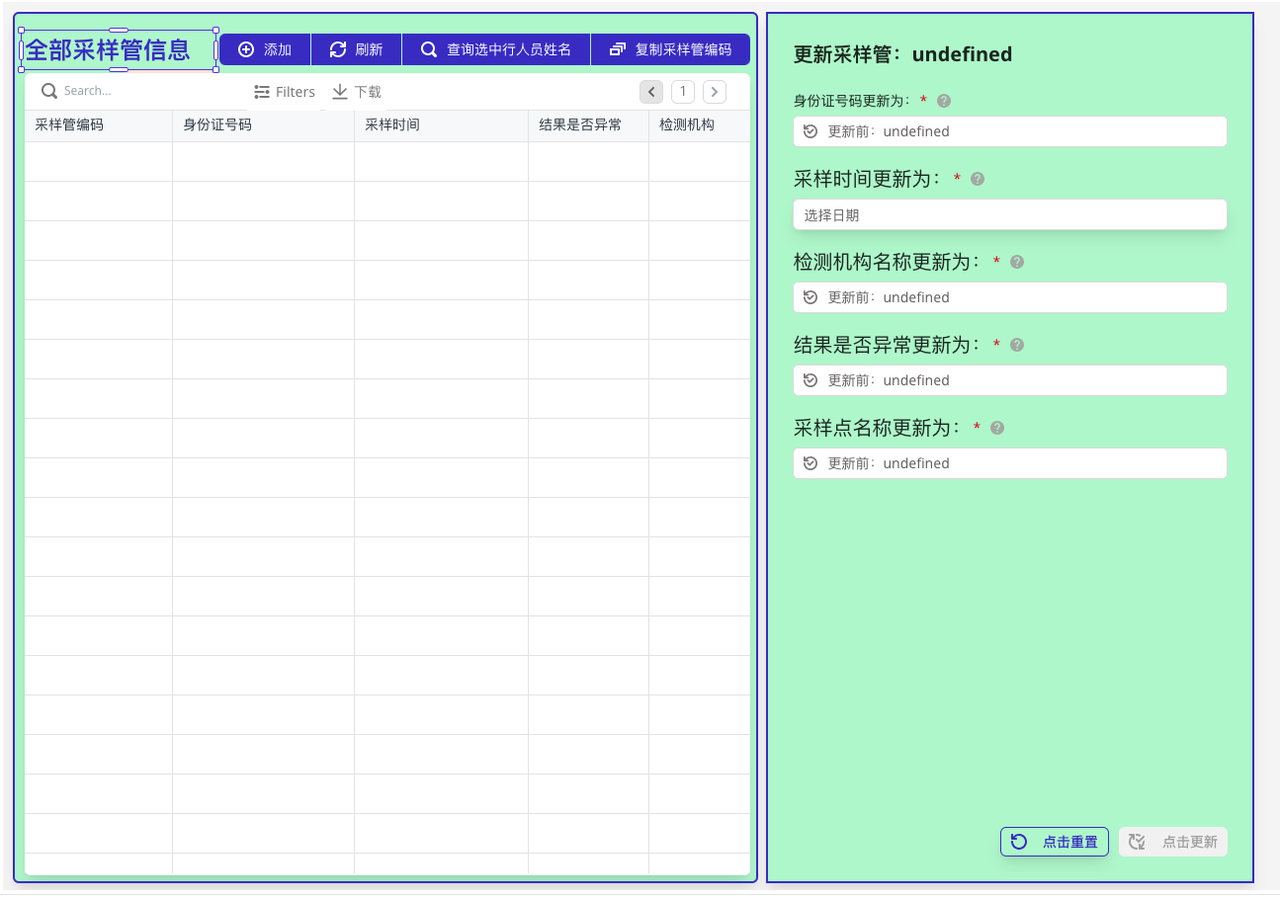 全部采样管信息
添加
刷新
查询选中行人员姓名
复制采样管编码
Search...
Filters
下载
1
采样管编码 身份证号码 采样时间 结果是否异常 检测机构
更新采样管：undefined
身份证号码更新为： *
更新前：undefined
采样时间更新为： *
选择日期
检测机构名称更新为： *
更新前：undefined
结果是否异常更新为： *
更新前：undefined
采样点名称更新为： *
更新前：undefined
点击重置
点击更新